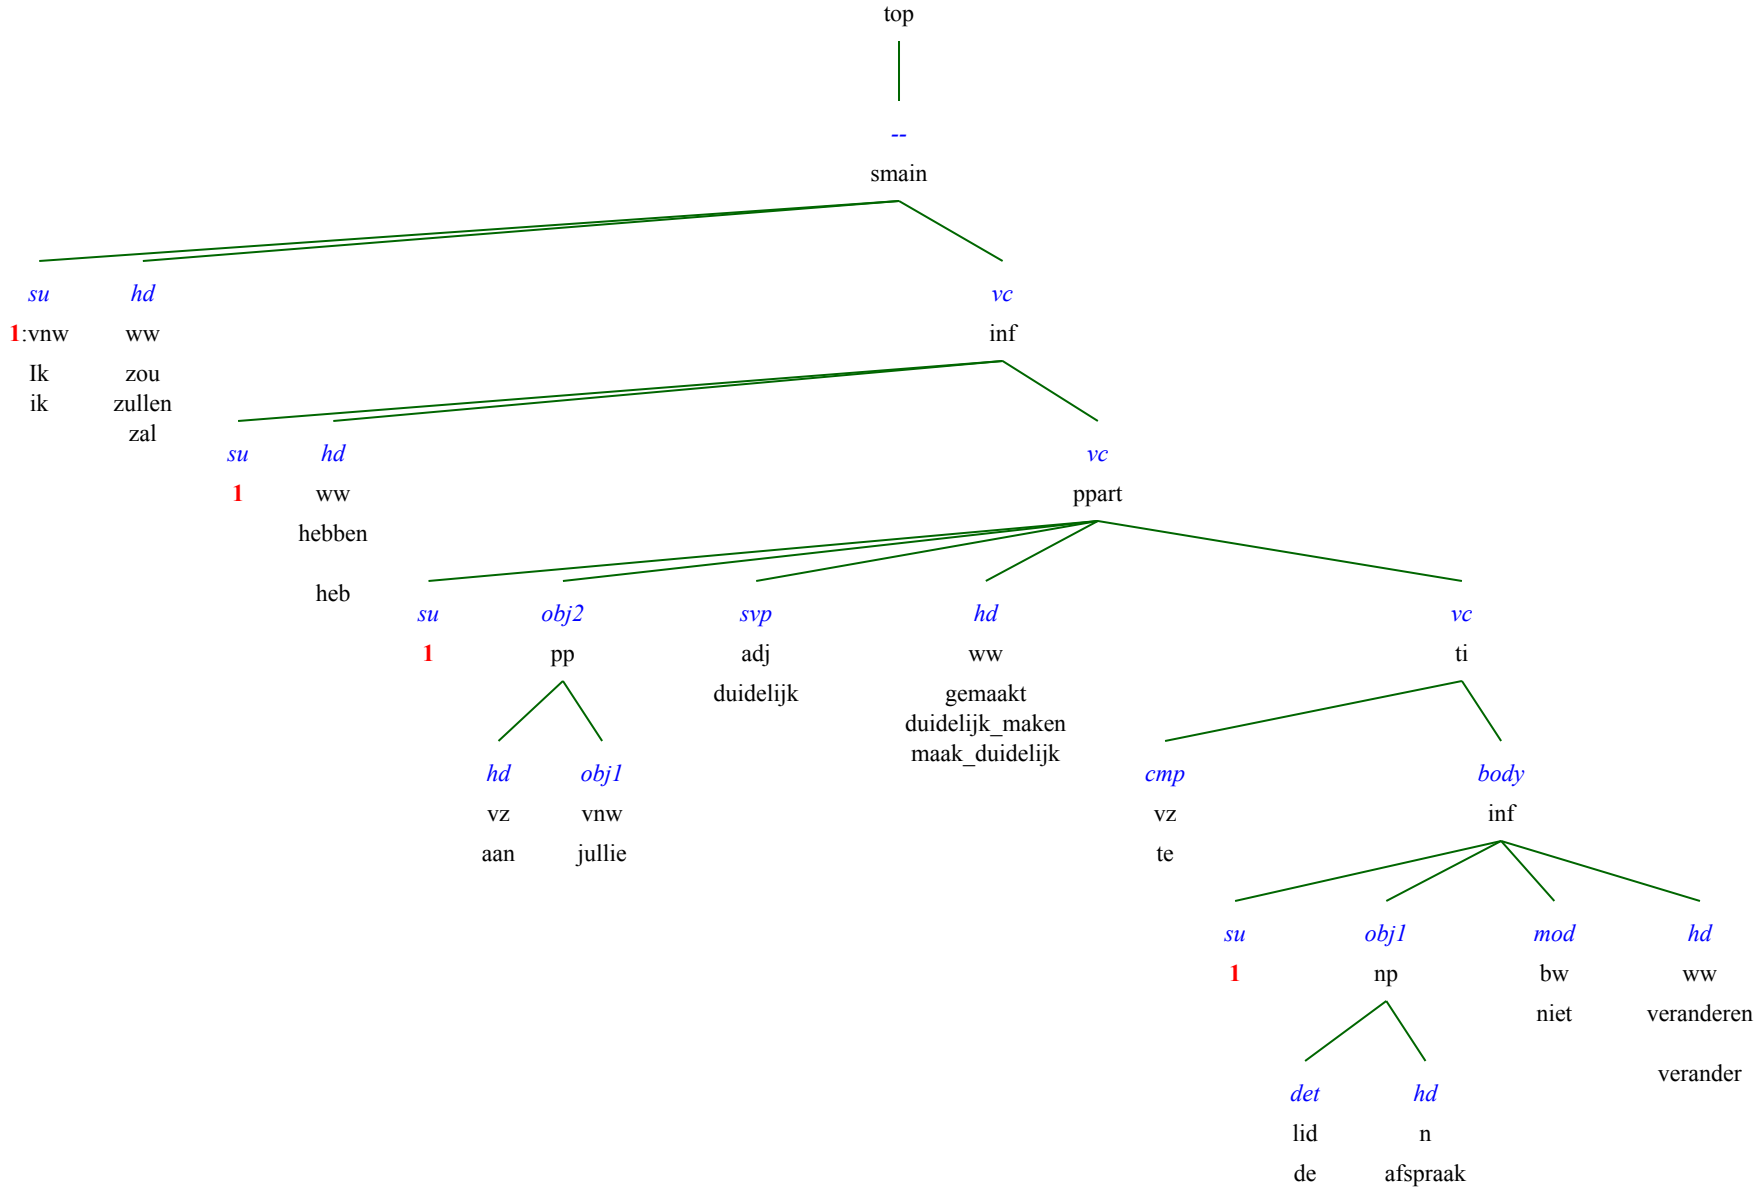 top
--
smain
su hd vc
1:vnw ww inf
Ik zou
ik zullen
zal
su hd vc
1 ww ppart
hebben
heb
su obj2 svp hd vc
1 pp adj ww ti
duidelijk gemaakt
duidelijk_maken
maak_duidelijk
hd obj1 cmp body
vz vnw vz inf
aan jullie te
su obj1 mod hd
1 np bw ww
niet veranderen
verander
det hd
lid n
de afspraak